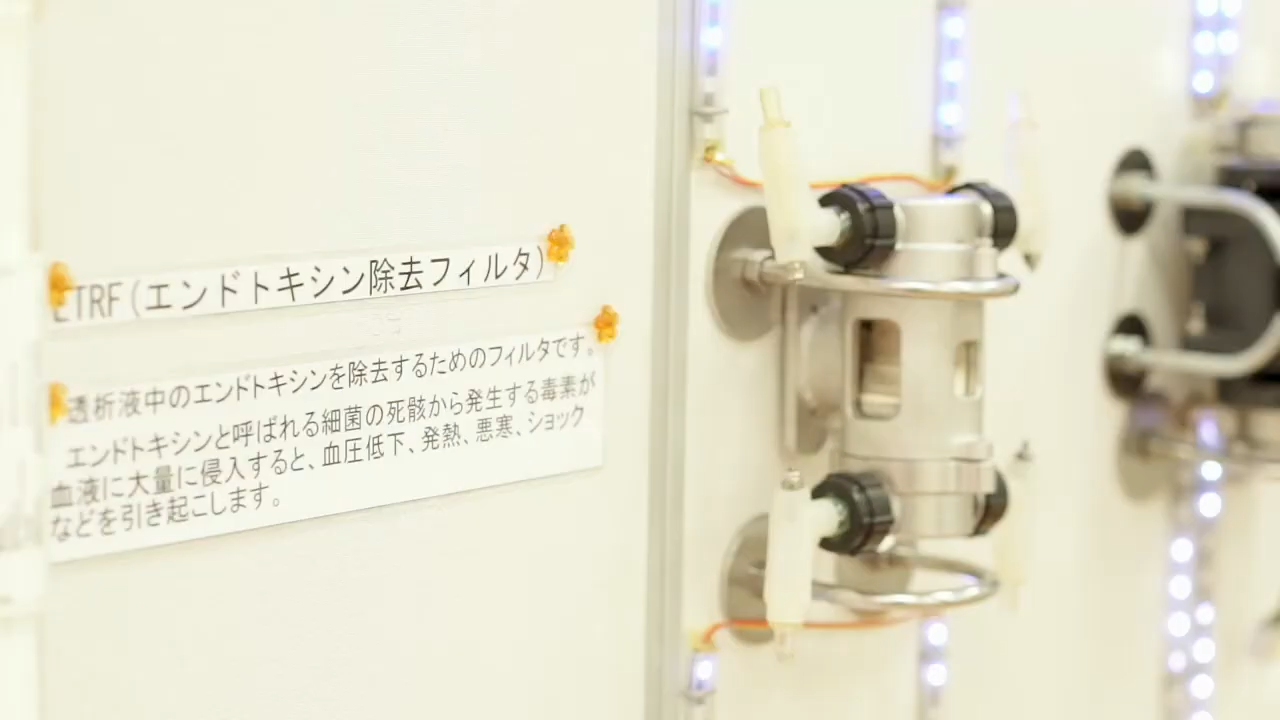 ETRF(エンドトキシン除去フィルタ)
透析液中のエンドトキシンを除去するためのフィルタです。
エンドトキシンと呼ばれる細菌の死骸から発生する毒素が
血液に大量に侵入すると、血圧低下、発熱、悪寒、ショック
などを引き起こします。